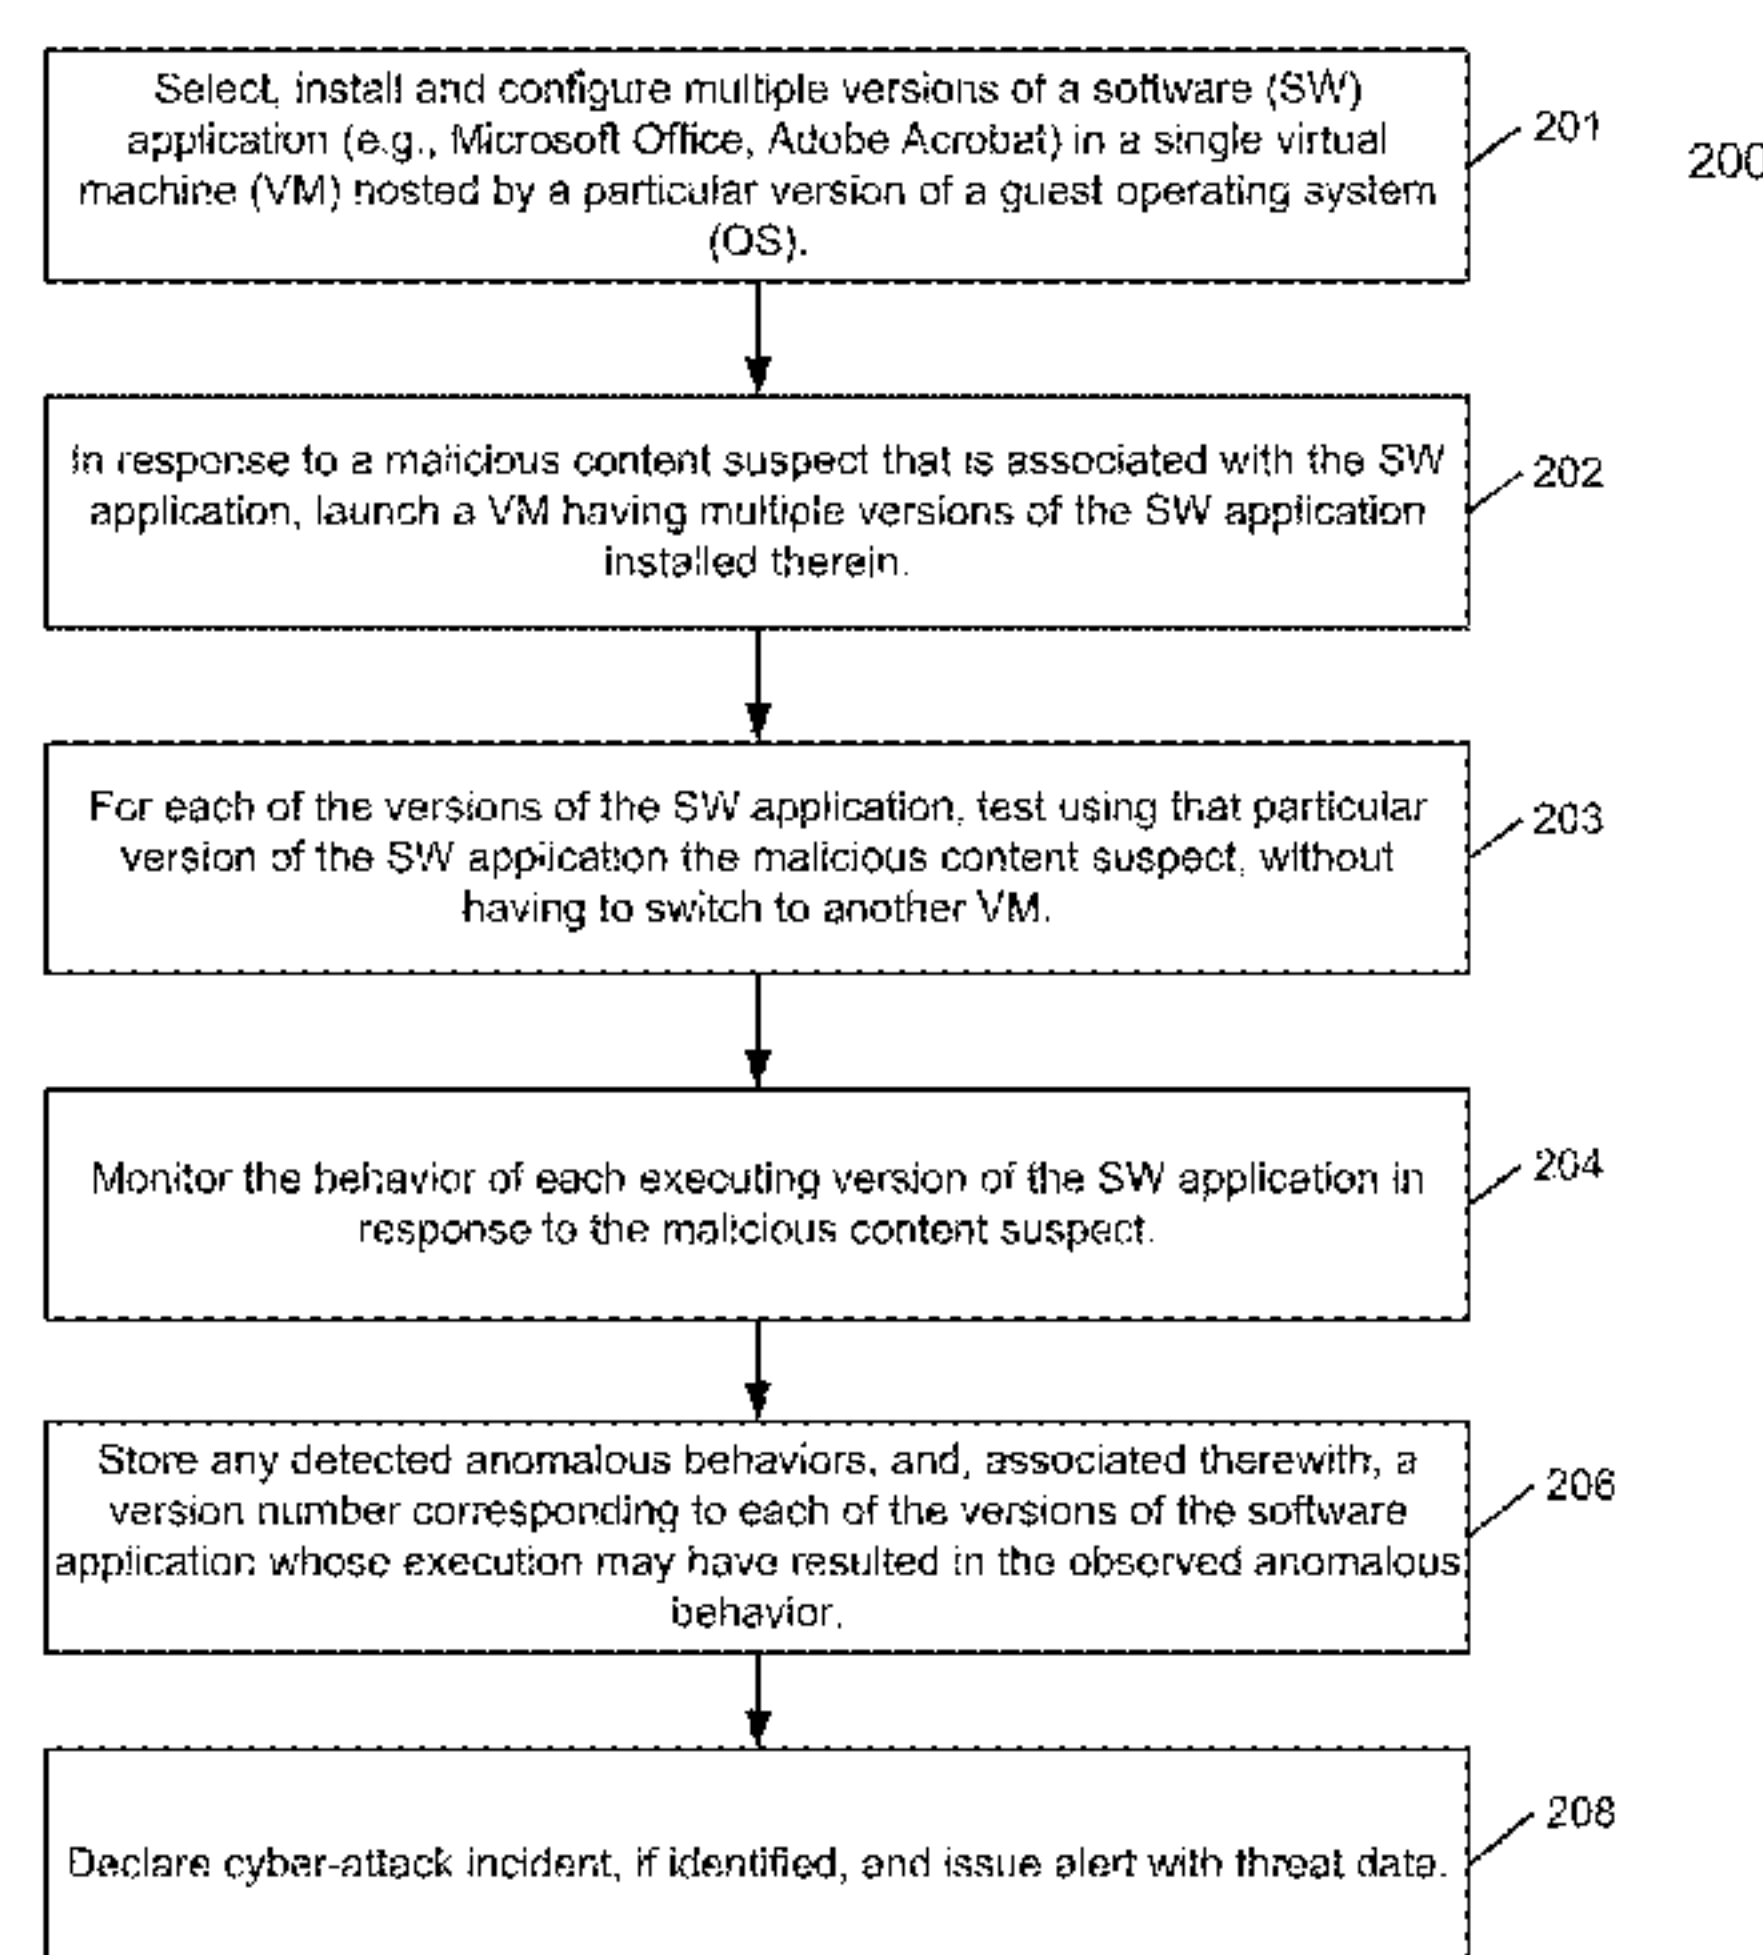 Select, install and configure multiple versions of a software (SW)
application (e.g., Microsoft Office, Adobe Acrobat) in a single virtual
machine (VM) hosted by a particular version of a guest operating system
(OS).
201
200
In response to a malicious content suspect that is associated with the SW
application, launch a VM having multiple versions of the SW application
installed therein.
202
For each of the versions of the SW application, test using that particular
version of the SW application the malicious content suspect, without
having to switch to another VM.
203
Monitor the behavior of each executing version of the SW application in
response to the malicious content suspect.
204
Store any detected anomalous behaviors, and, associated therewith, a
version number corresponding to each of the versions of the software
application whose execution may have resulted in the observed anomalous
behavior.
206
Declare cyber-attack incident, if identified, and issue alert with threat data.
208